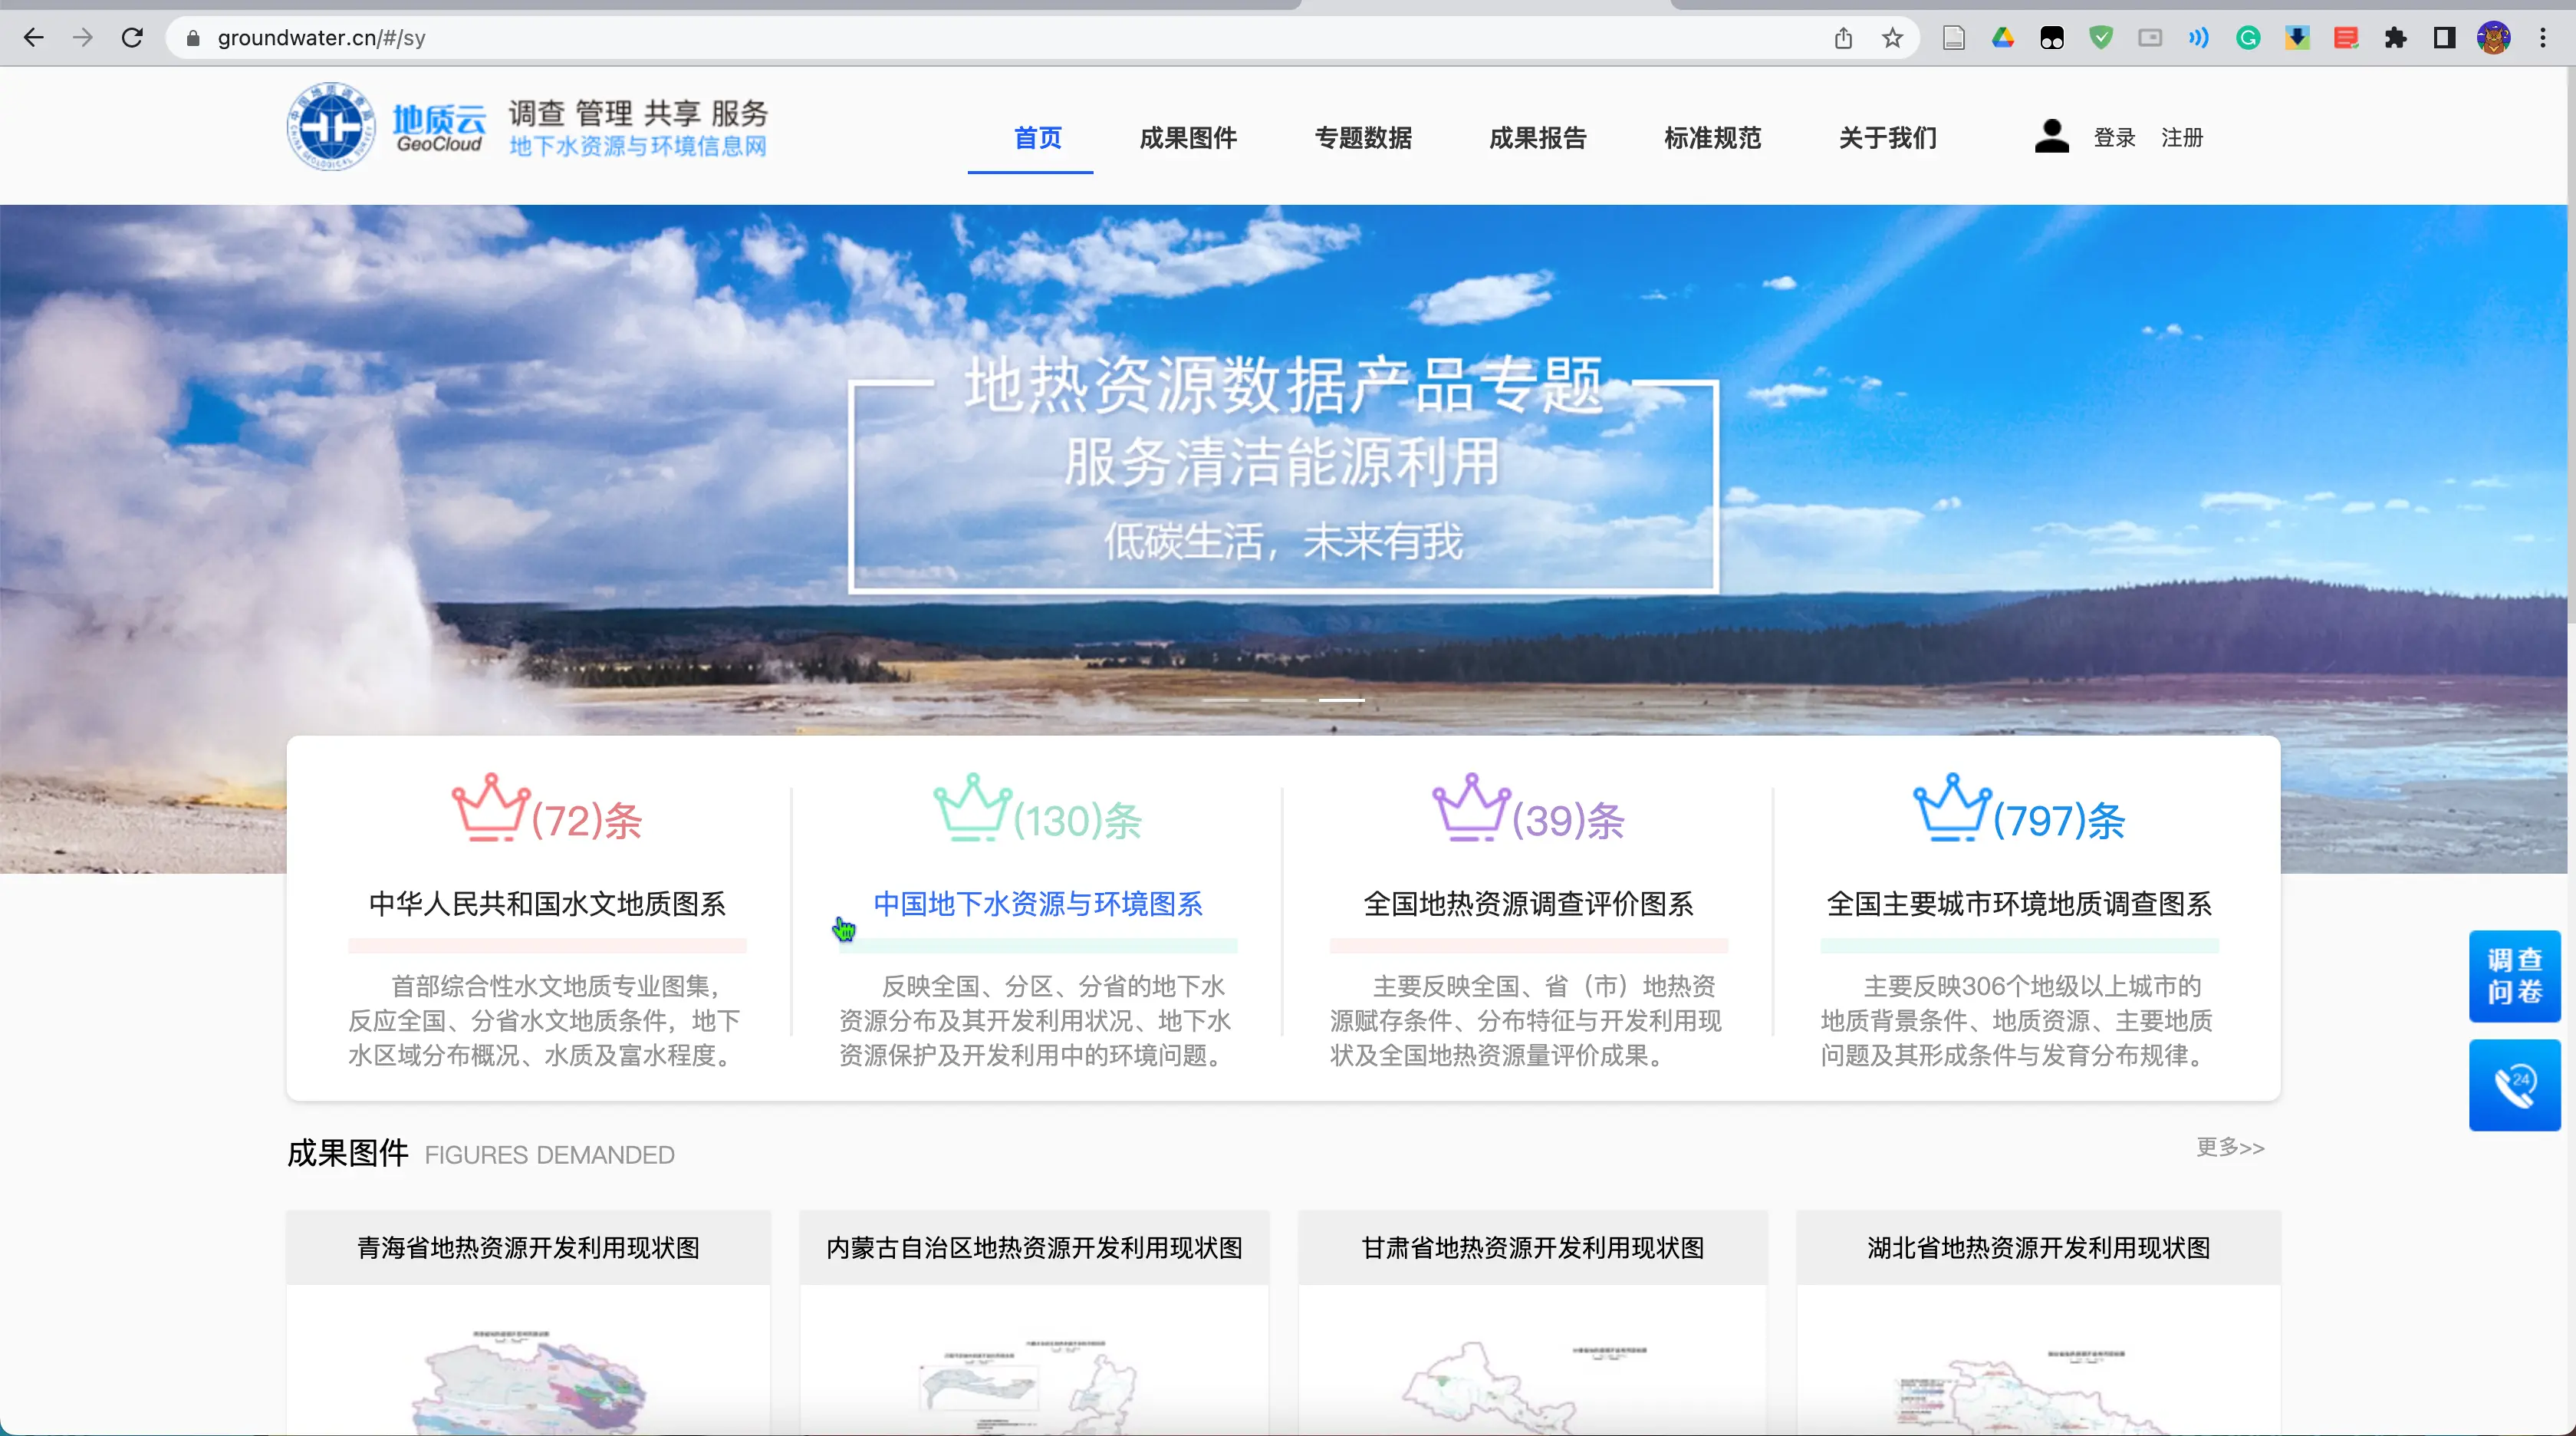 groundwater.cn/#/sy
地质云
GeoCloud
调查 管理 共享 服务
地下水资源与环境信息网
首页
成果图件
专题数据
成果报告
标准规范
关于我们
登录
注册
地热资源数据产品专题
服务清洁能源利用
低碳生活，未来有我
(72)条
中华人民共和国水文地质图系
首部综合性水文地质专业图集，
反应全国、分省水文地质条件，地下
水区域分布概况、水质及富水程度。
(130)条
中国地下水资源与环境图系
反映全国、分区、分省的地下水
资源分布及其开发利用状况、地下水
资源保护及开发利用中的环境问题。
(39)条
全国地热资源调查评价图系
主要反映全国、省（市）地热资
源赋存条件、分布特征与开发利用现
状及全国地热资源量评价成果。
(797)条
全国主要城市环境地质调查图系
主要反映306个地级以上城市的
地质背景条件、地质资源、主要地质
问题及其形成条件与发育分布规律。
调查
问卷
24
成果图件 FIGURES DEMANDED
更多>>
青海省地热资源开发利用现状图
内蒙古自治区地热资源开发利用现状图
甘肃省地热资源开发利用现状图
湖北省地热资源开发利用现状图